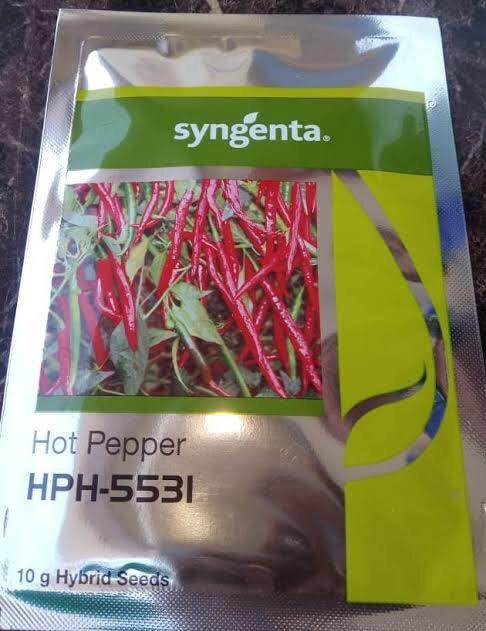 syngenta®
Hot Pepper
HPH-5531
10 g Hybrid Seeds